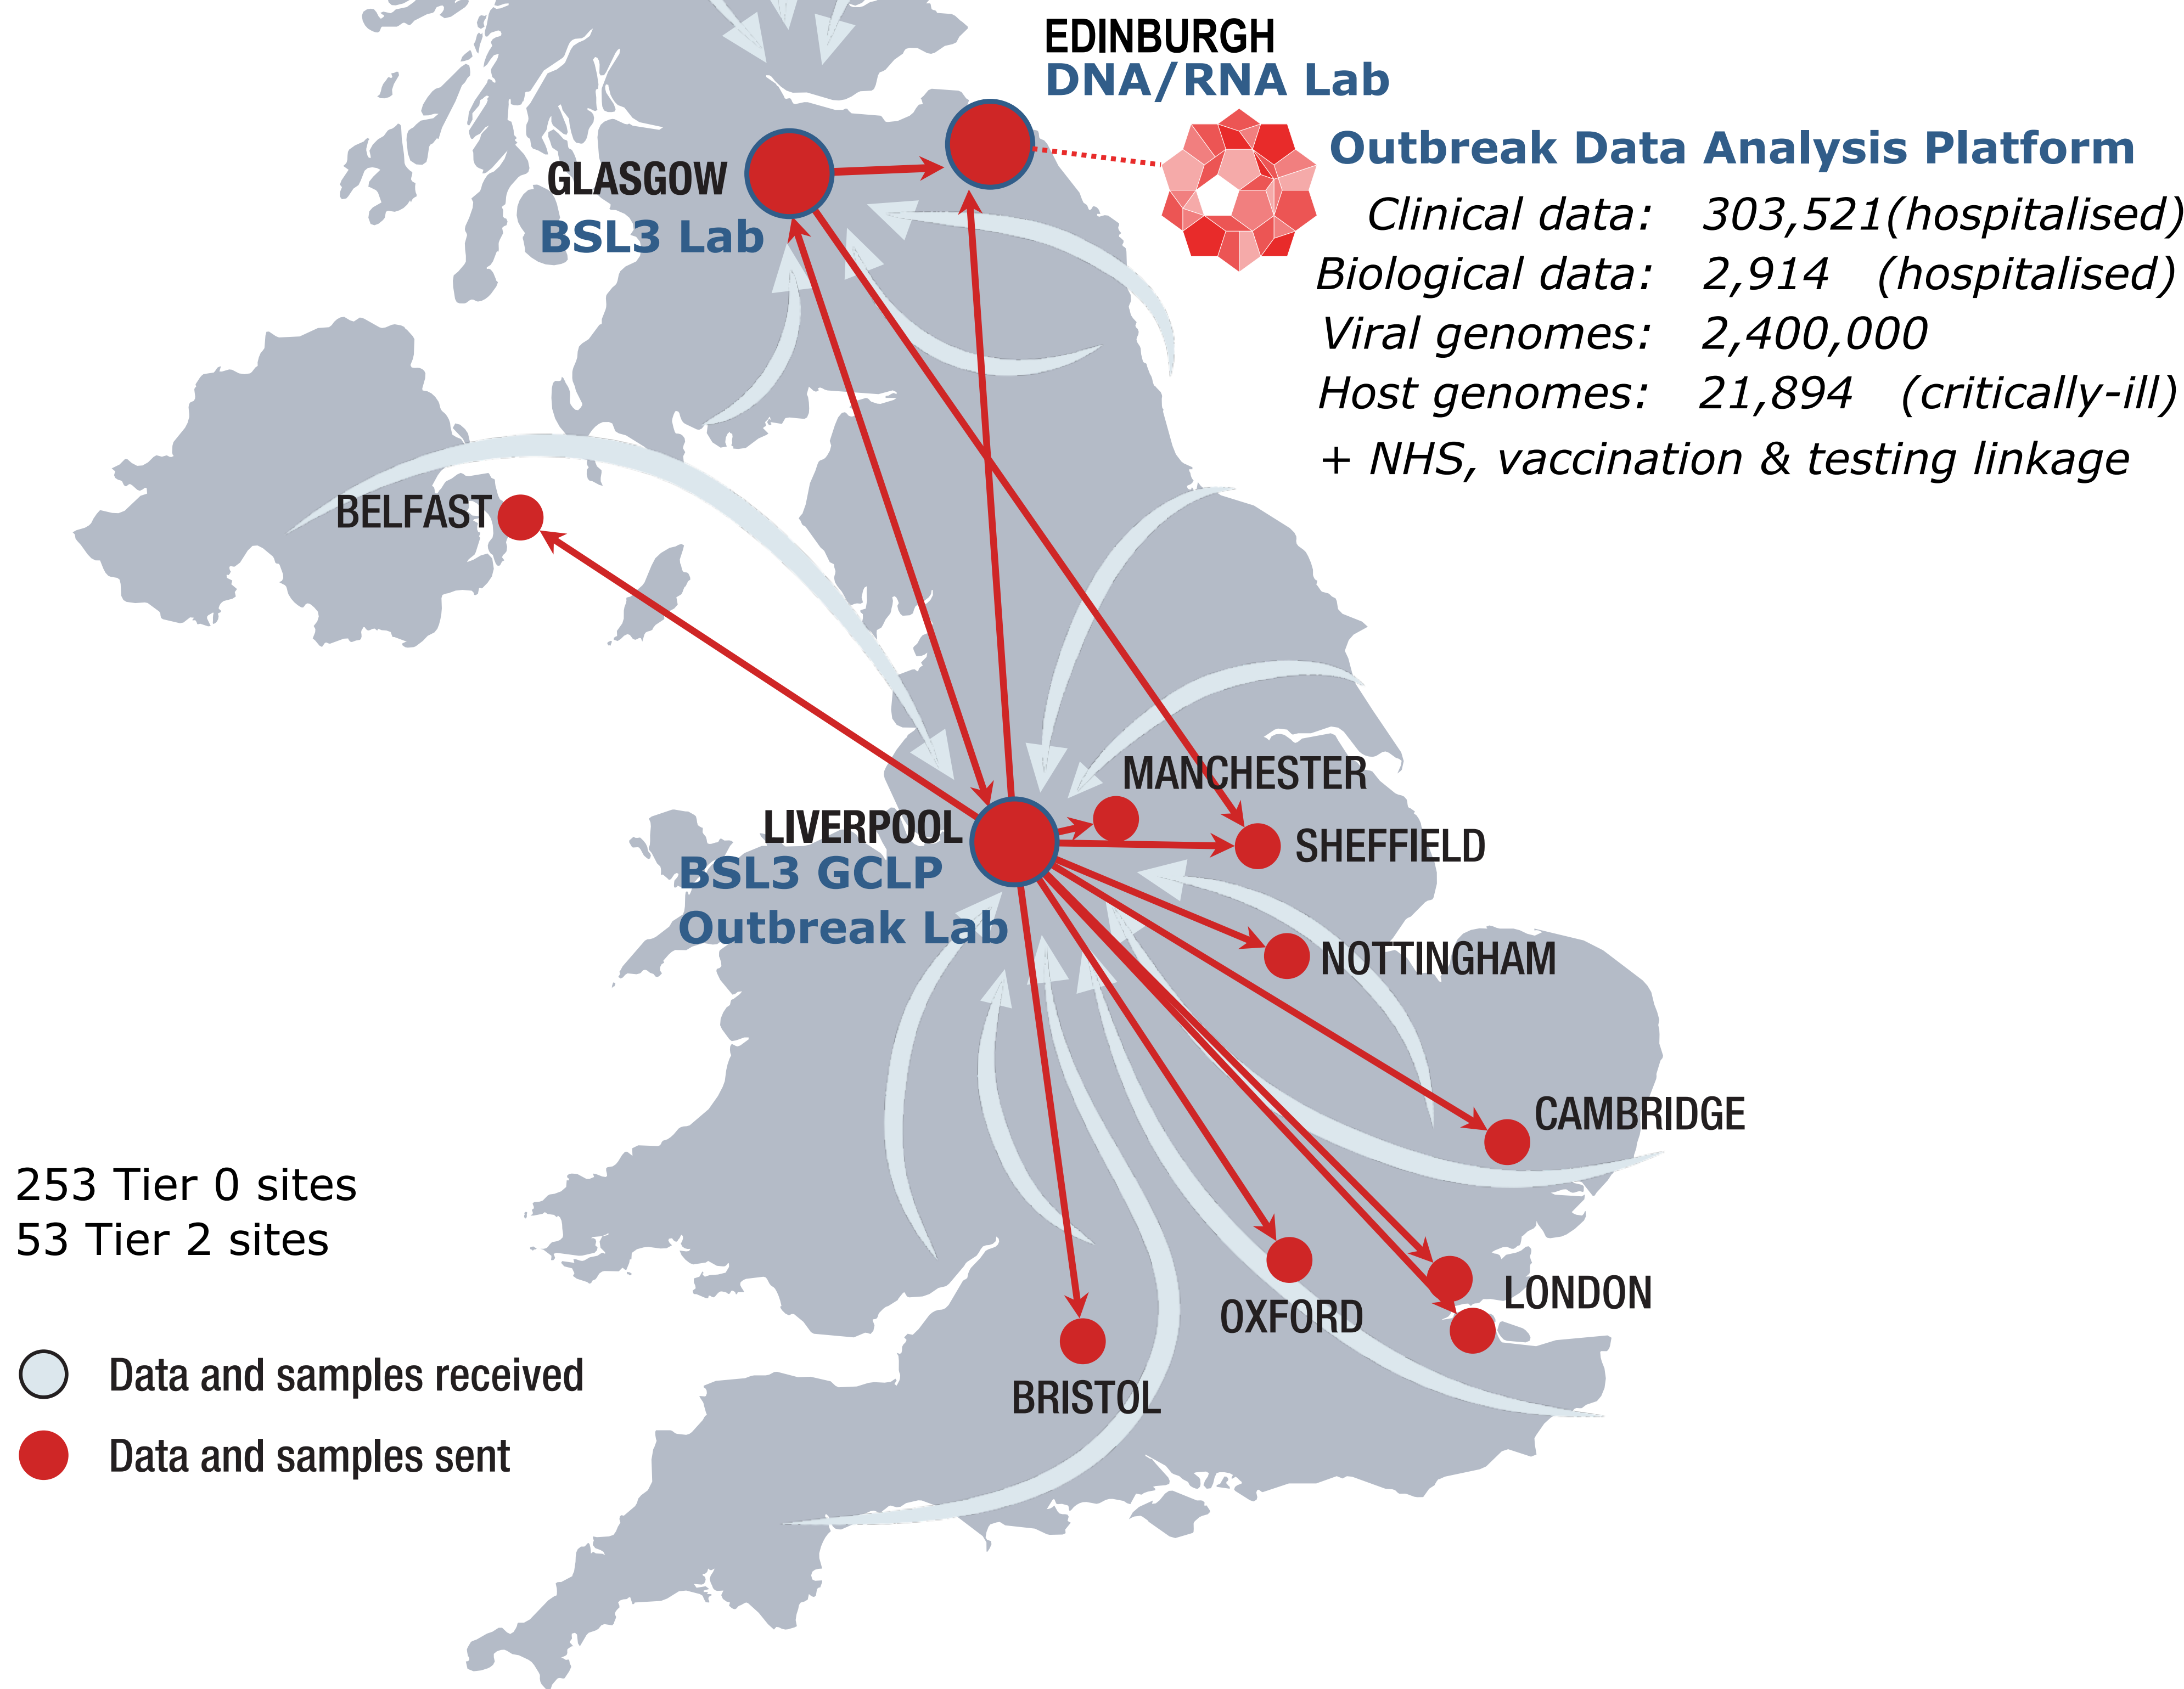 EDINBURGH
DNA/RNA Lab
Outbreak Data Analysis Platform
GLASGOW
BSL3 Lab
Clinical data: 303,521(hospitalised)
Biological data: 2,914 (hospitalised)
Viral genomes: 2,400,000
Host genomes: 21,894 (critically-ill)
+ NHS, vaccination & testing linkage
BELFAST
MANCHESTER
LIVERPOOL
SHEFFIELD
BSL3 GCLP
Outbreak Lab
NOTTINGHAM
CAMBRIDGE
253 Tier 0 sites
53 Tier 2 sites
LONDON
OXFORD
BRISTOL
Data and samples received
Data and samples sent